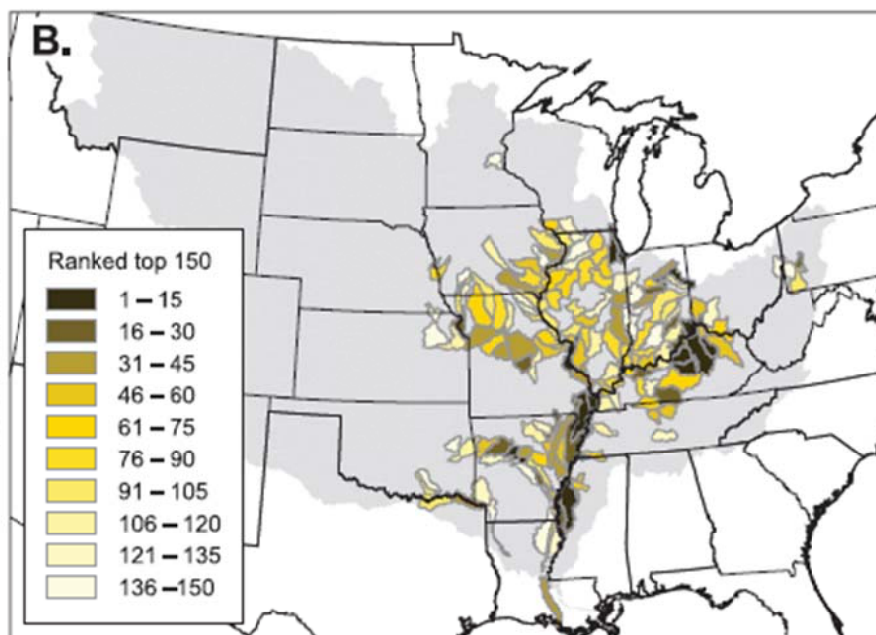 B.
Ranked top 150
1 – 15
16 – 30
31 – 45
46 – 60
61 – 75
76 – 90
91 – 105
106 – 120
121 – 135
136 – 150